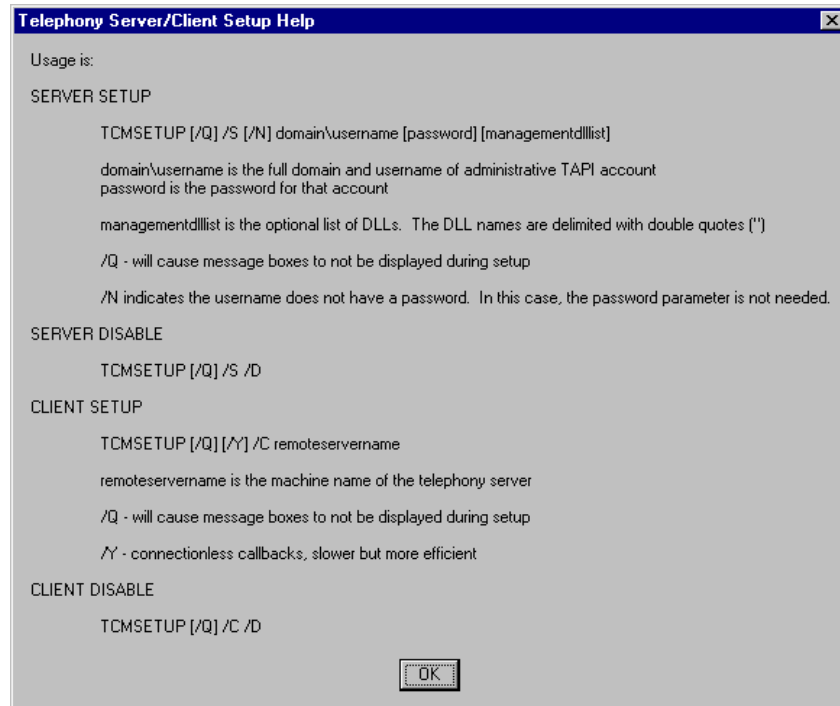 Telephony Server/Client Setup Help
Usage is:
SERVER SETUP
TCMSETUP [/Q] /S [/N] domain\username [password] [managementdlllist]
domain\username is the full domain and username of administrative TAPI account
password is the password for that account
managementdlllist is the optional list of DLLs.  The DLL names are delimited with double quotes (")
/Q - will cause message boxes to not be displayed during setup
/N indicates the username does not have a password.  In this case, the password parameter is not needed.
SERVER DISABLE
TCMSETUP [/Q] /S /D
CLIENT SETUP
TCMSETUP [/Q] [/Y] /C remoteservername
remoteservername is the machine name of the telephony server
/Q - will cause message boxes to not be displayed during setup
/Y - connectionless callbacks, slower but more efficient
CLIENT DISABLE
TCMSETUP [/Q] /C /D
OK